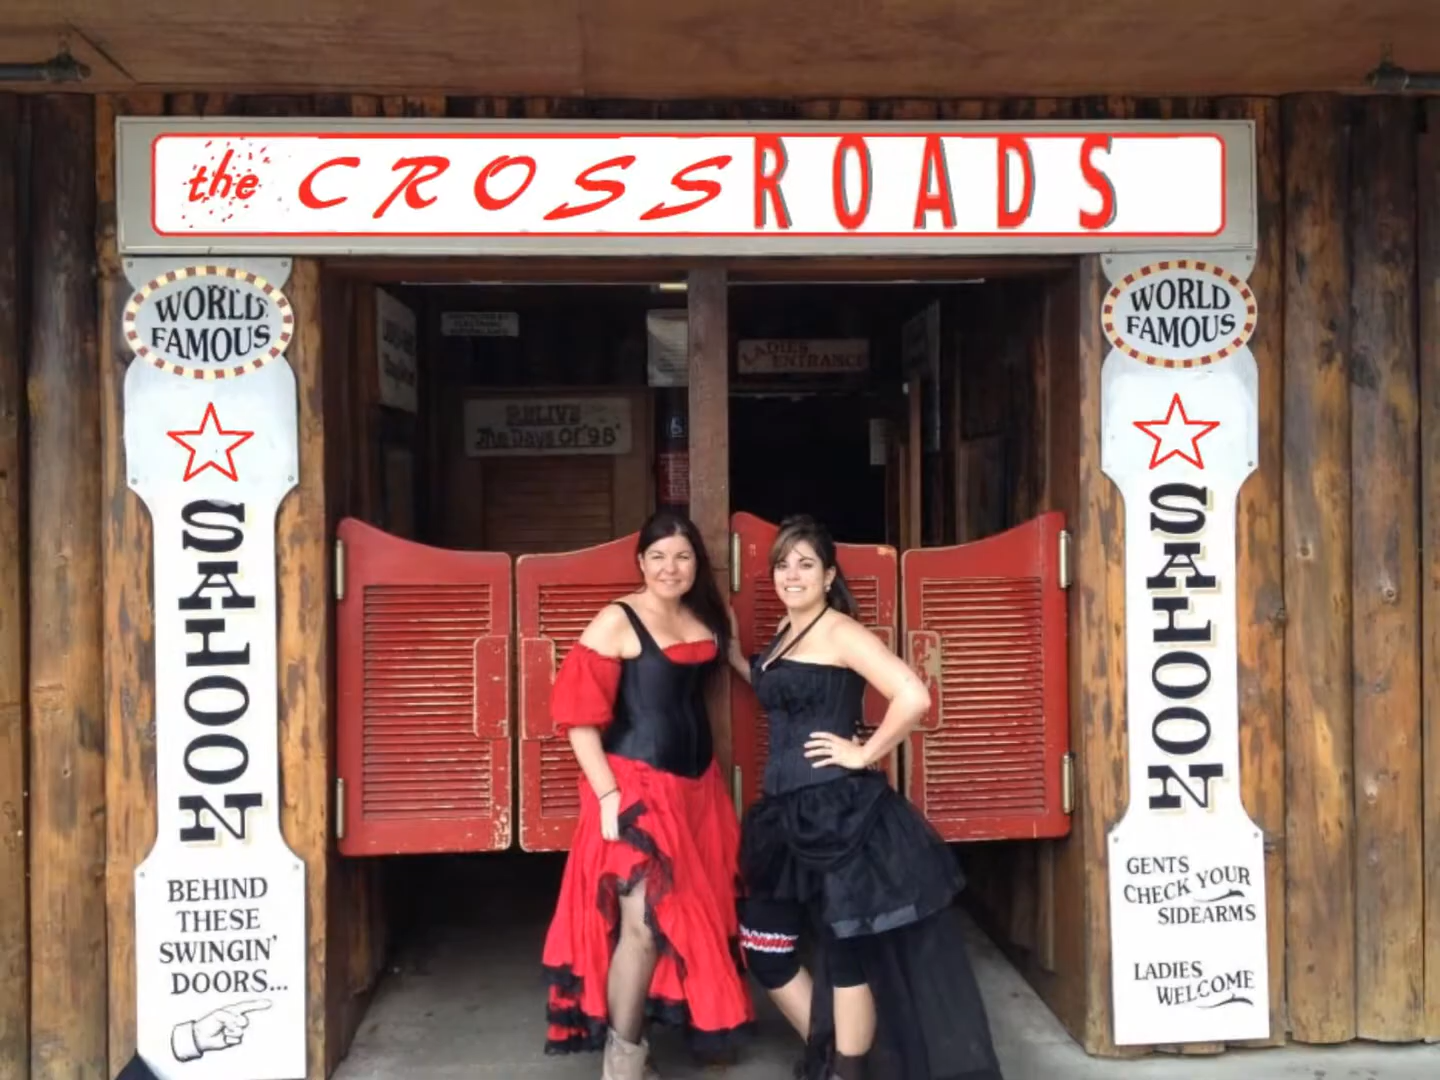 the CROSSROADS
WORLD
FAMOUS
SALOON
BEHIND
THESE
SWINGIN'
DOORS...
RELIVE
The Days Of '98
LADIES
ENTRANCE
WORLD
FAMOUS
SALOON
GENTS
CHECK YOUR
SIDEARMS
LADIES
WELCOME